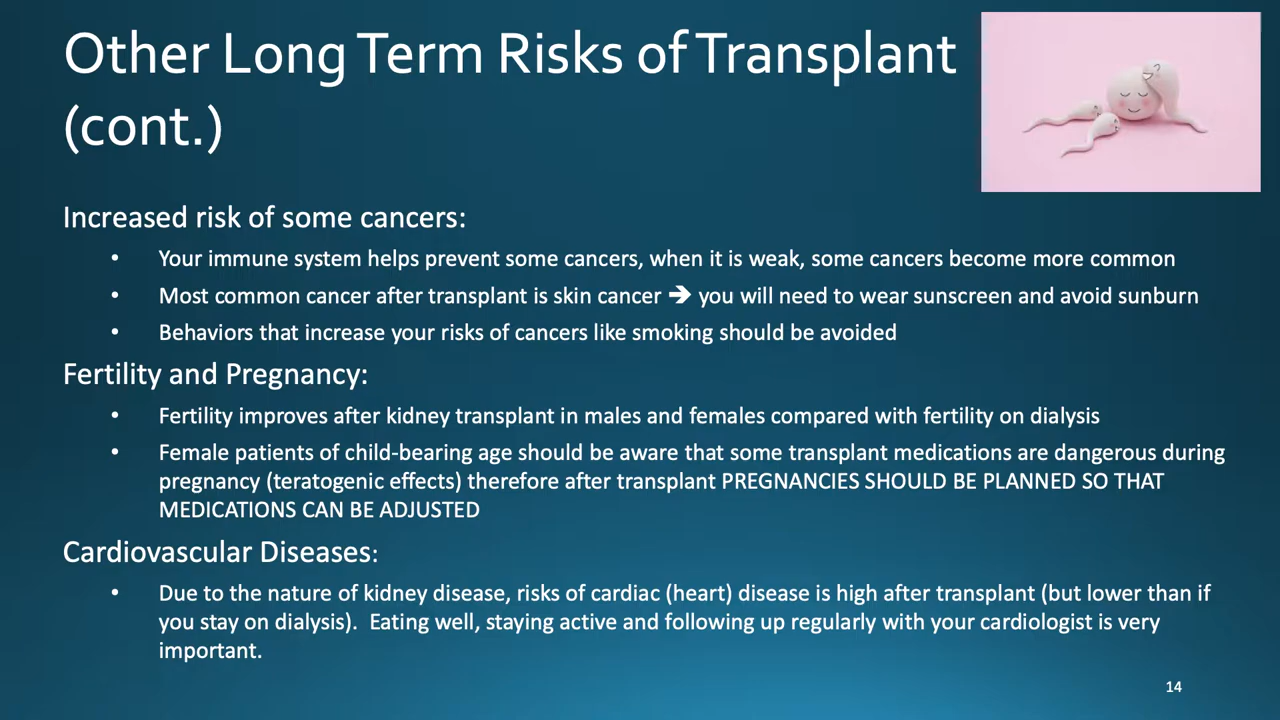 Other Long Term Risks of Transplant
(cont.)
Increased risk of some cancers:
• Your immune system helps prevent some cancers, when it is weak, some cancers become more common
• Most common cancer after transplant is skin cancer ➔ you will need to wear sunscreen and avoid sunburn
• Behaviors that increase your risks of cancers like smoking should be avoided
Fertility and Pregnancy:
• Fertility improves after kidney transplant in males and females compared with fertility on dialysis
• Female patients of child-bearing age should be aware that some transplant medications are dangerous during
pregnancy (teratogenic effects) therefore after transplant PREGNANCIES SHOULD BE PLANNED SO THAT
MEDICATIONS CAN BE ADJUSTED
Cardiovascular Diseases:
• Due to the nature of kidney disease, risks of cardiac (heart) disease is high after transplant (but lower than if
you stay on dialysis).  Eating well, staying active and following up regularly with your cardiologist is very
important.
14